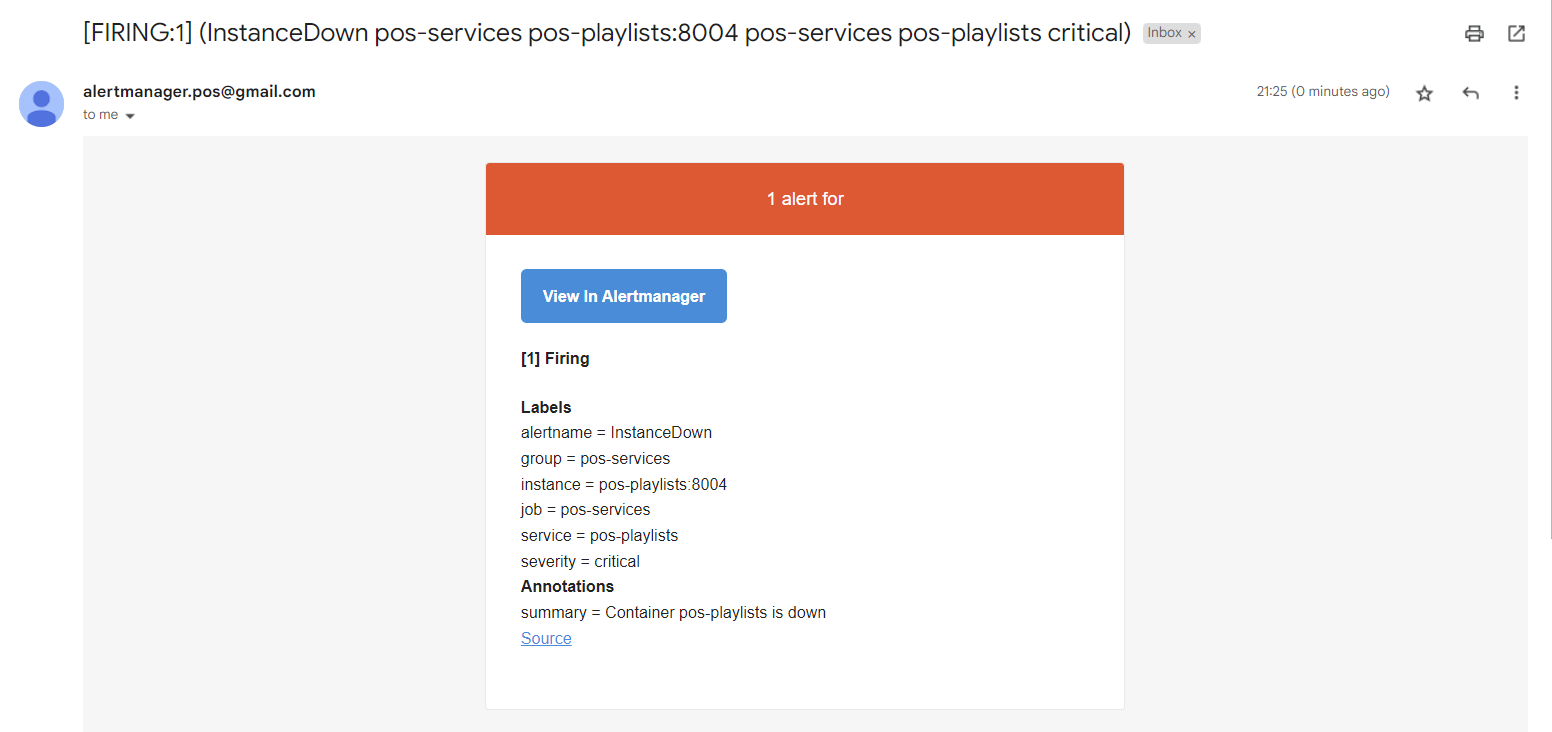 [FIRING:1] (InstanceDown pos-services pos-playlists:8004 pos-services pos-playlists critical) Inbox ×
alertmanager.pos@gmail.com 21:25 (0 minutes ago)
to me
1 alert for
View In Alertmanager
[1] Firing
Labels
alertname = InstanceDown
group = pos-services
instance = pos-playlists:8004
job = pos-services
service = pos-playlists
severity = critical
Annotations
summary = Container pos-playlists is down
Source